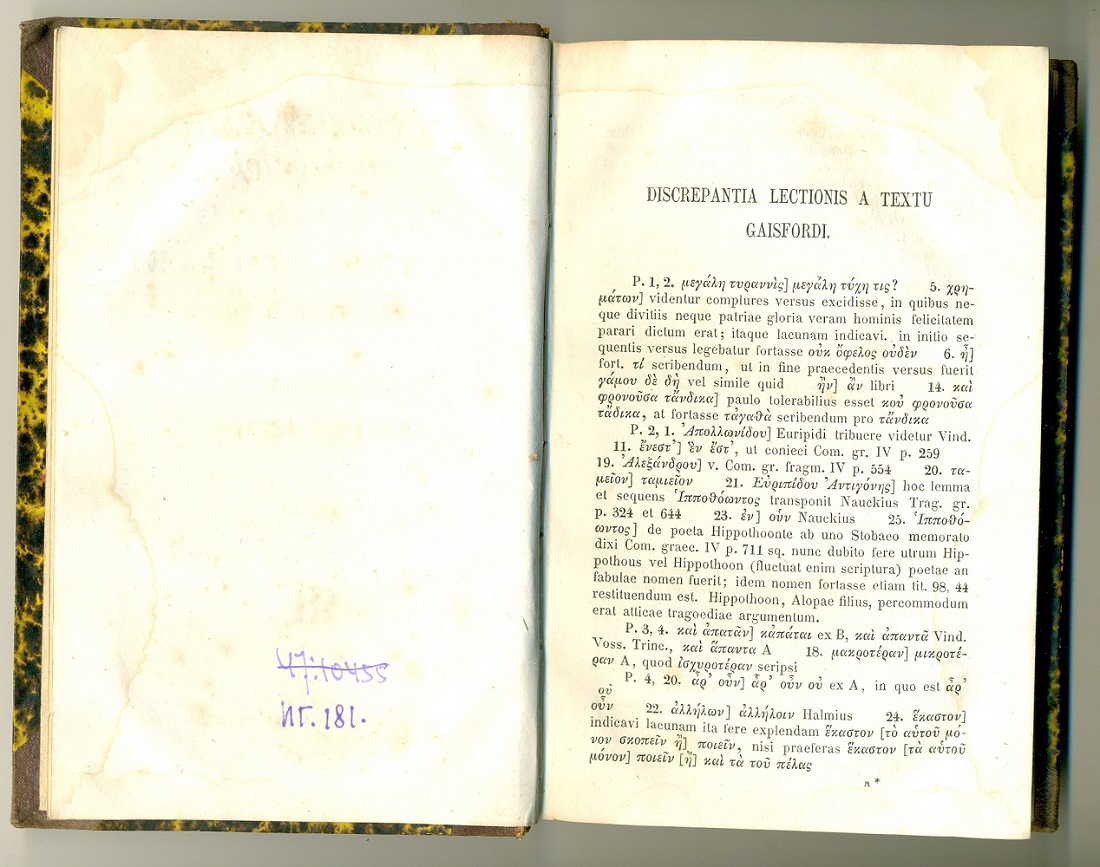 47:10455
ИГ. 181.
DISCREPANTIA LECTIONIS A TEXTU
GAISFORDI.
P. 1, 2. μεγάλη τυραννὶς] μεγάλη τύχη τις? 5. χρη-
μάτων] videntur complures versus excidisse, in quibus ne-
que divitiis neque patriae gloria veram hominis felicitatem
parari dictum erat; itaque lacunam indicavi. in initio se-
quentis versus legebatur fortasse οὐκ ὄφελος οὐδὲν 6. ἦ]
fort. τί scribendum, ut in fine praecedentis versus fuerit
γάμου δὲ δὴ vel simile quid ἢν] ἂν libri 14. καὶ
φρονοῦσα τἄνδικα] paulo tolerabilius esset κοὐ φρονοῦσα
τἄδικα, at fortasse τἀγαθὰ scribendum pro τἄνδικα
P. 2, 1. Ἀπολλωνίδου] Euripidi tribuere videtur Vind.
11. ἔνεστ᾽] ἓν ἔστ᾽, ut conieci Com. gr. IV p. 259
19. Ἀλεξάνδρου] v. Com. gr. fragm. IV p. 554 20. τα-
μεῖον] ταμιεῖον 21. Εὐριπίδου Ἀντιγόνης] hoc lemma
et sequens Ἱπποθόωντος transponit Nauckius Trag. gr.
p. 324 et 644 23. ἐν] οὐν Nauckius 25. Ἱπποθό-
ωντος] de poeta Hippothoonte ab uno Stobaeo memorato
dixi Com. graec. IV p. 711 sq. nunc dubito fere utrum Hip-
pothous vel Hippothoon (fluctuat enim scriptura) poetae an
fabulae nomen fuerit; idem nomen fortasse etiam tit. 98, 44
restituendum est. Hippothoon, Alopae filius, percommodum
erat atticae tragoediae argumentum.
P. 3, 4. καὶ ἀπατᾶν] κἀπάται ex B, καὶ ἀπαντᾶ Vind.
Voss. Trinc., καὶ ἅπαντα A 18. μακροτέραν] μικροτέ-
ραν A, quod ἰσχυροτέραν scripsi
P. 4, 20. ἆρ᾽ οὖν] ἆρ᾽ οὖν οὐ ex A, in quo est ἆρ᾽
οὐ
οὖν 22. ἀλλήλων] ἀλλήλοιν Halmius 24. ἕκαστον]
indicavi lacunam ita fere explendam ἕκαστον [τὸ αὑτοῦ μό-
νον σκοπεῖν ἢ] ποιεῖν, nisi praeferas ἕκαστον [τὰ αὑτοῦ
μόνον] ποιεῖν [ἢ] καὶ τὰ τοῦ πέλας
a*